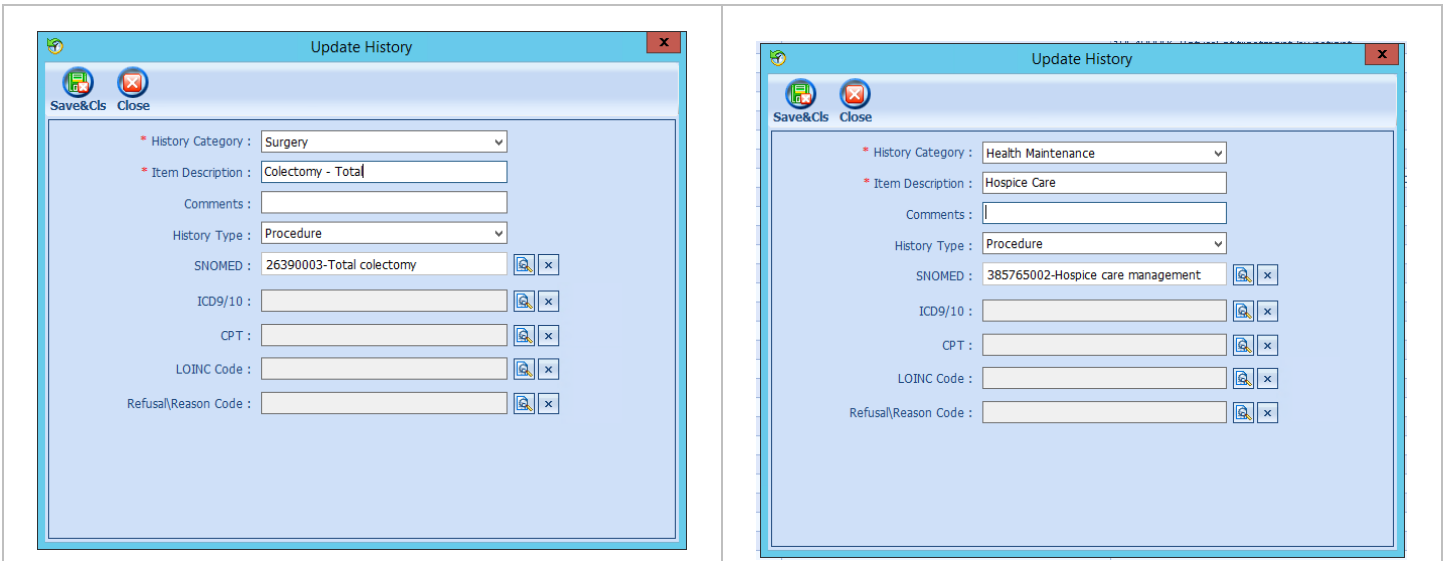 Update History
x
Save&Cls Close
* History Category : Surgery
* Item Description : Colectomy - Total
Comments :
History Type : Procedure
SNOMED : 26390003-Total colectomy
ICD9/10 :
CPT :
LOINC Code :
Refusal\Reason Code :
Update History
x
Save&Cls Close
* History Category : Health Maintenance
* Item Description : Hospice Care
Comments :
History Type : Procedure
SNOMED : 385765002-Hospice care management
ICD9/10 :
CPT :
LOINC Code :
Refusal\Reason Code :